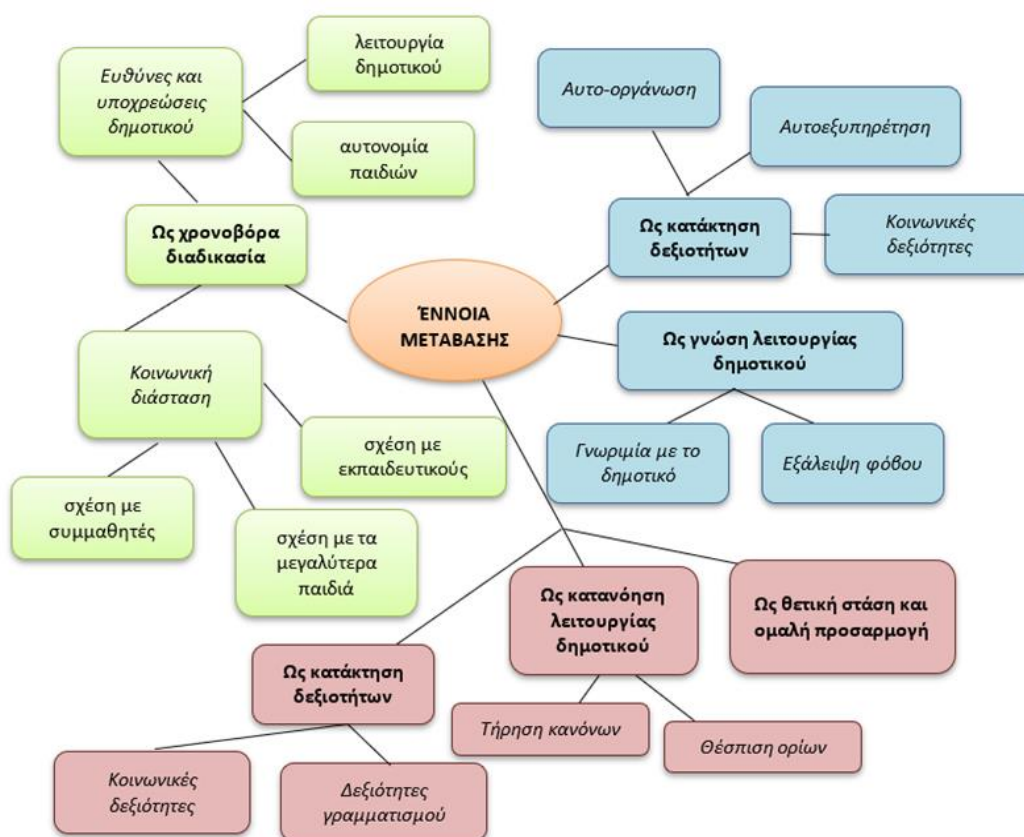 Ευθύνες και
υποχρεώσεις
δημοτικού
λειτουργία
δημοτικού
αυτονομία
παιδιών
Ως χρονοβόρα
διαδικασία
Κοινωνική
διάσταση
σχέση με
εκπαιδευτικούς
σχέση με
συμμαθητές
σχέση με τα
μεγαλύτερα
παιδιά
ΈΝΝΟΙΑ
ΜΕΤΑΒΑΣΗΣ
Αυτο-οργάνωση
Αυτοεξυπηρέτηση
Ως κατάκτηση
δεξιοτήτων
Κοινωνικές
δεξιότητες
Ως γνώση λειτουργίας
δημοτικού
Γνωριμία με το
δημοτικό
Εξάλειψη φόβου
Ως κατανόηση
λειτουργίας
δημοτικού
Ως θετική στάση και
ομαλή προσαρμογή
Ως κατάκτηση
δεξιοτήτων
Τήρηση κανόνων
Θέσπιση ορίων
Κοινωνικές
δεξιότητες
Δεξιότητες
γραμματισμού